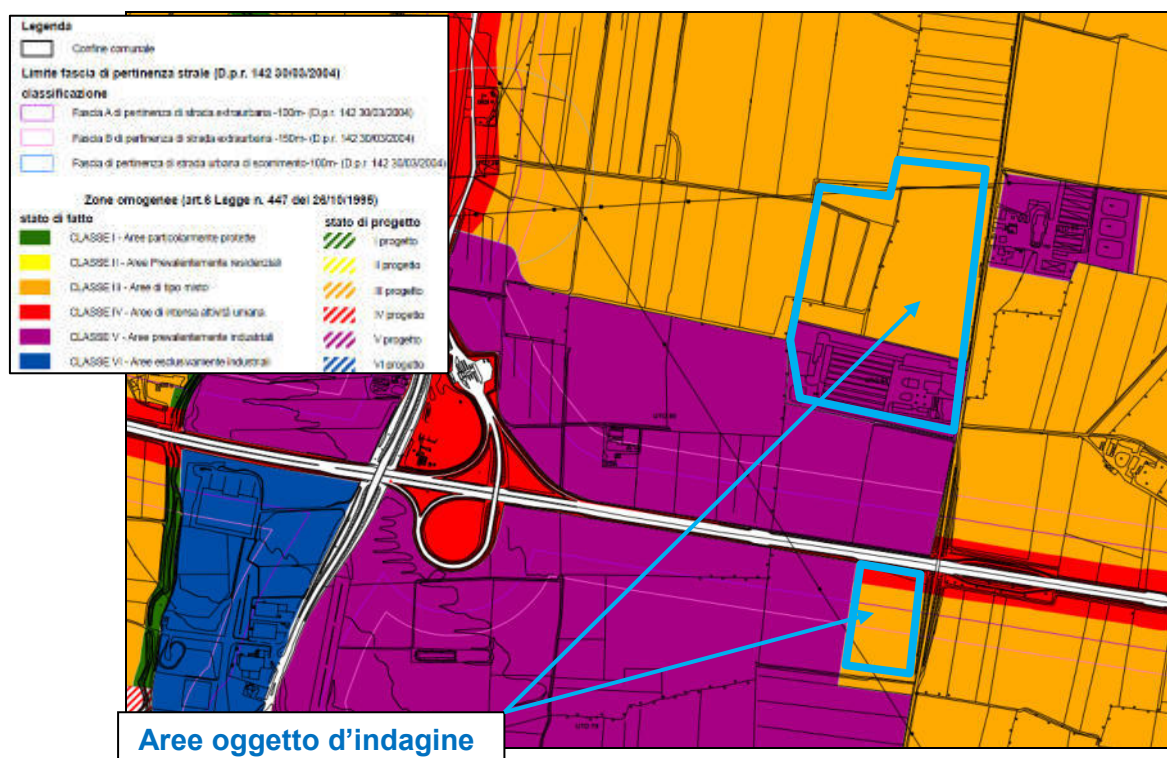 Legenda
Confine comunale
Limite fascia di pertinenza strale (D.p.r. 142 30/03/2004)
classificazione
Fascia A di pertinenza di strada extraurbana -100m- (D.p.r. 142 30/03/2004)
Fascia B di pertinenza di strada extraurbana -150m- (D.p.r. 142 30/03/2004)
Fascia di pertinenza di strada urbana di scorrimento-100m- (D.p.r. 142 30/03/2004)
Zone omogenee (art.6 Legge n. 447 del 26/10/1995)
stato di fatto stato di progetto
CLASSE I - Aree particolarmente protette I progetto
CLASSE II - Aree Prevalentemente residenziali II progetto
CLASSE III - Aree di tipo misto III progetto
CLASSE IV - Aree di intensa attività umana IV progetto
CLASSE V - Aree prevalentemente industriali V progetto
CLASSE VI - Aree esclusivamente industriali VI progetto
Aree oggetto d'indagine